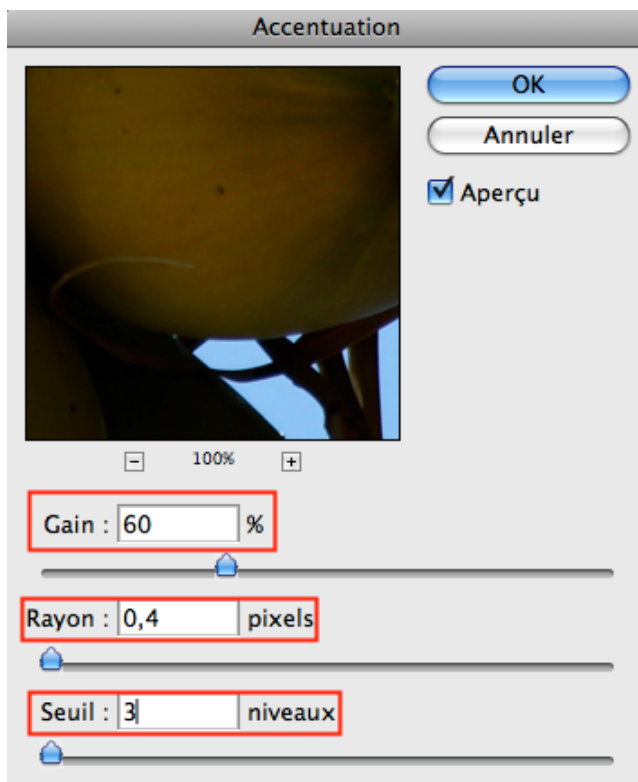 Accentuation
OK
Annuler
Aperçu
100%
Gain : 60 %
Rayon : 0,4 pixels
Seuil : 3 niveaux